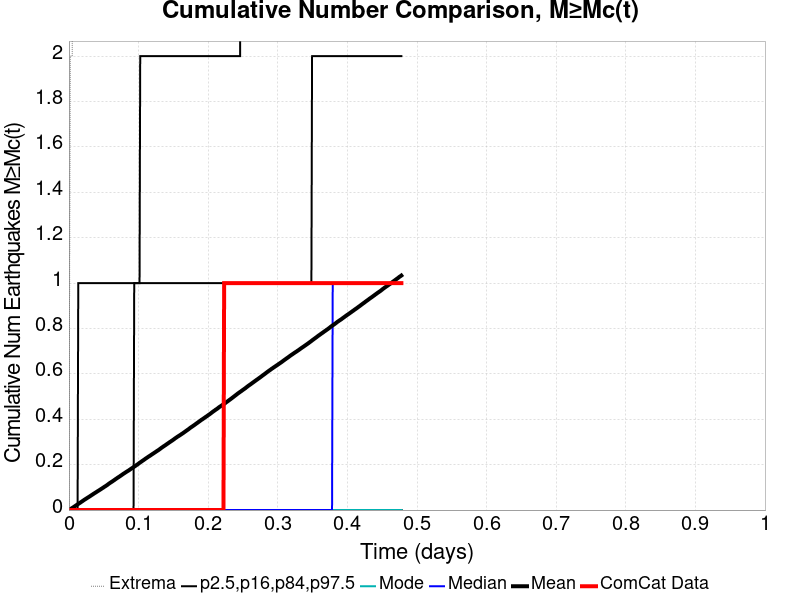 Cumulative Number Comparison, M≥Mc(t)
Cumulative Num Earthquakes M≥Mc(t)
2
1.8
1.6
1.4
1.2
1
0.8
0.6
0.4
0.2
0
0 0.1 0.2 0.3 0.4 0.5 0.6 0.7 0.8 0.9 1
Time (days)
Extrema p2.5,p16,p84,p97.5 Mode Median Mean ComCat Data